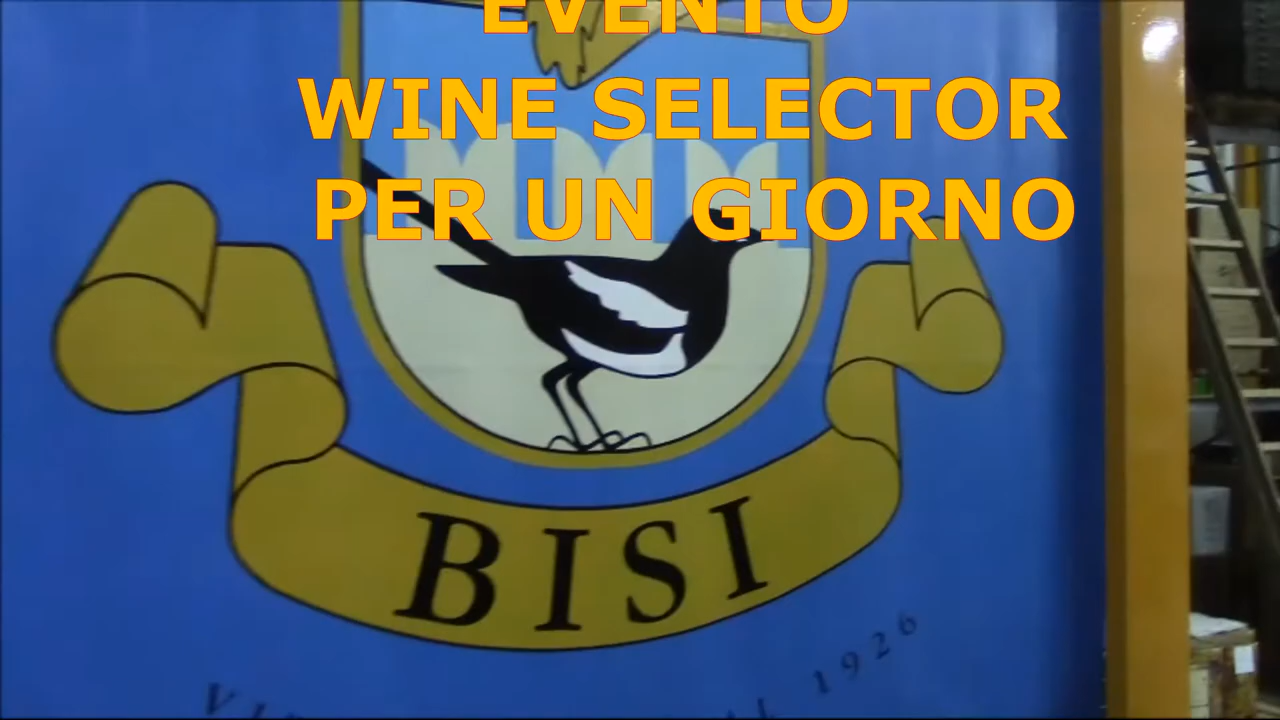 EVENTO
WINE SELECTOR
PER UN GIORNO
BISI
1926